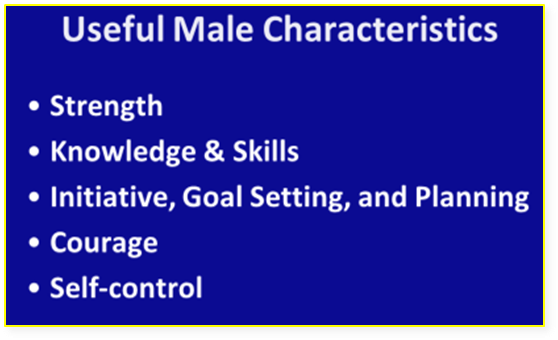 Useful Male Characteristics
• Strength
• Knowledge & Skills
• Initiative, Goal Setting, and Planning
• Courage
• Self-control